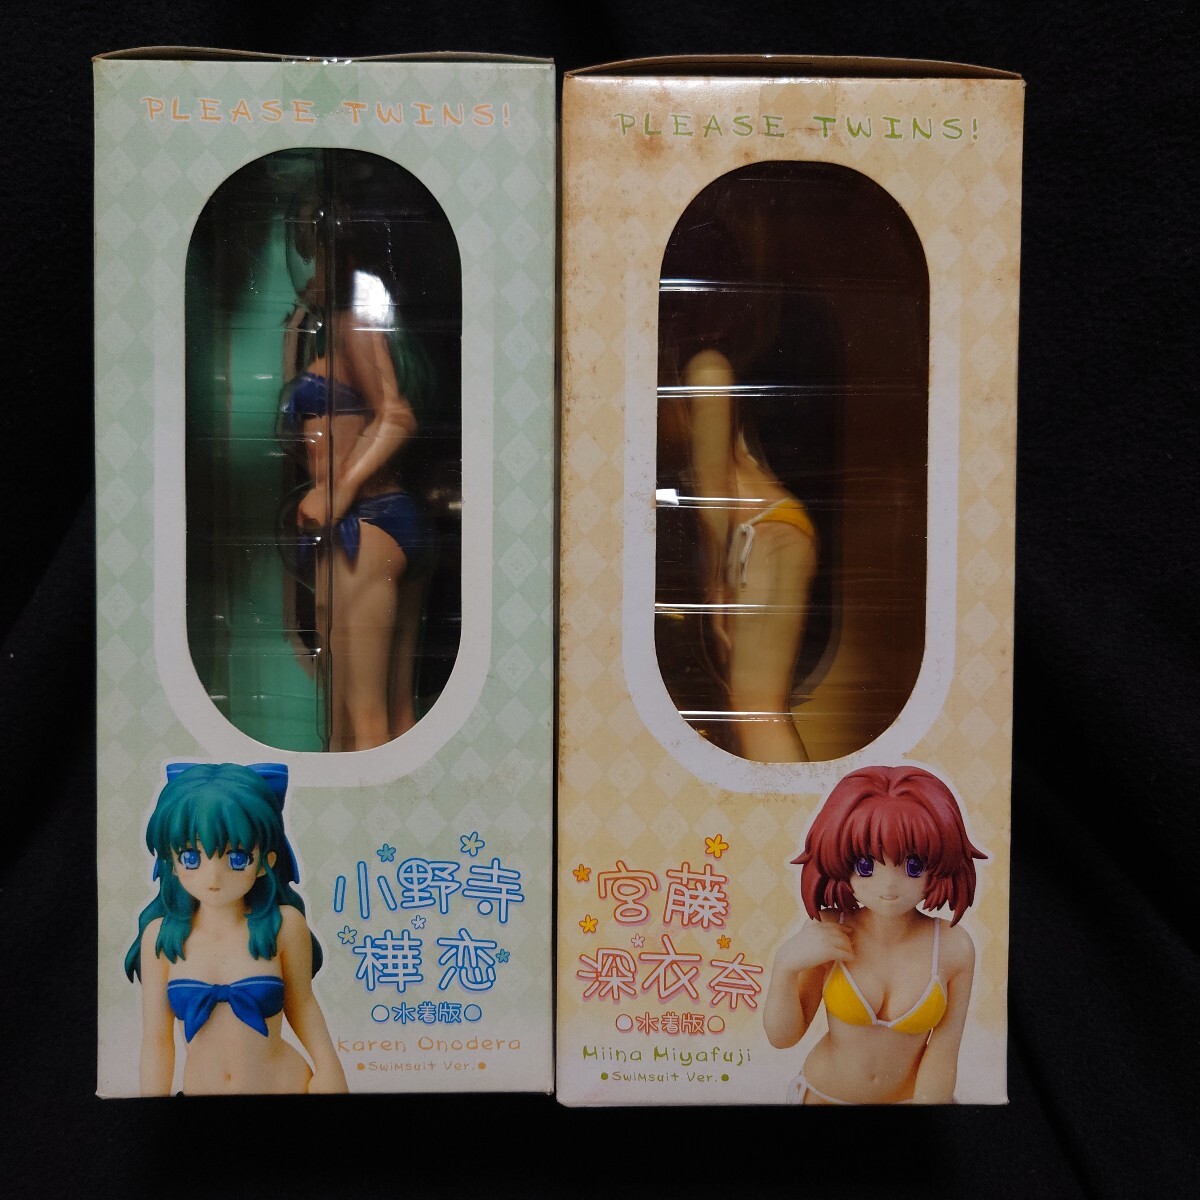 PLEASE TWINS!
小野寺
樺恋
●水着版●
Karen Onodera
●Swimsuit Ver.●
PLEASE TWINS!
宮藤
深衣奈
●水着版●
Miina Miyafuji
●Swimsuit Ver.●